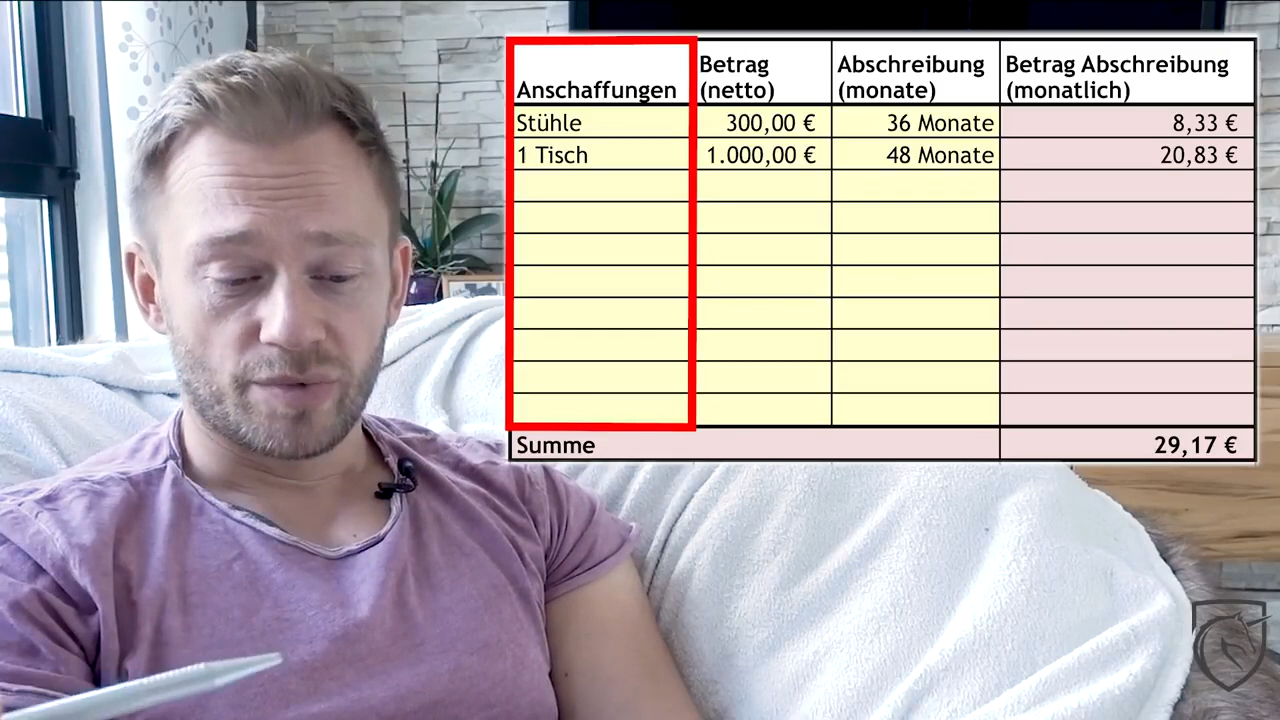 Anschaffungen Betrag (netto) Abschreibung (monate) Betrag Abschreibung (monatlich)
Stühle 300,00 € 36 Monate 8,33 €
1 Tisch 1.000,00 € 48 Monate 20,83 €
Summe 29,17 €